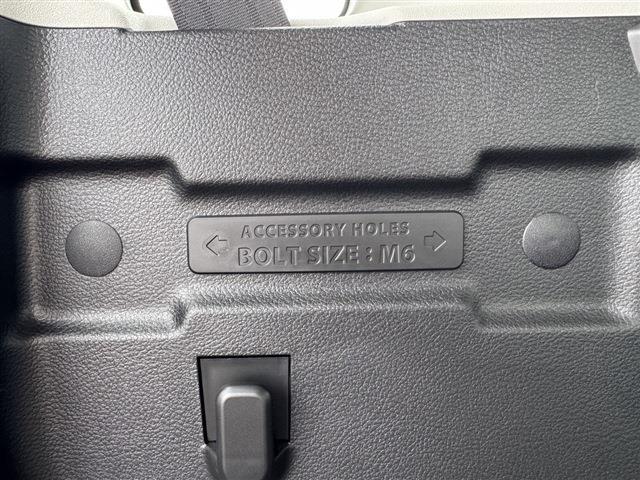 ACCESSORY HOLES
BOLT SIZE : M6